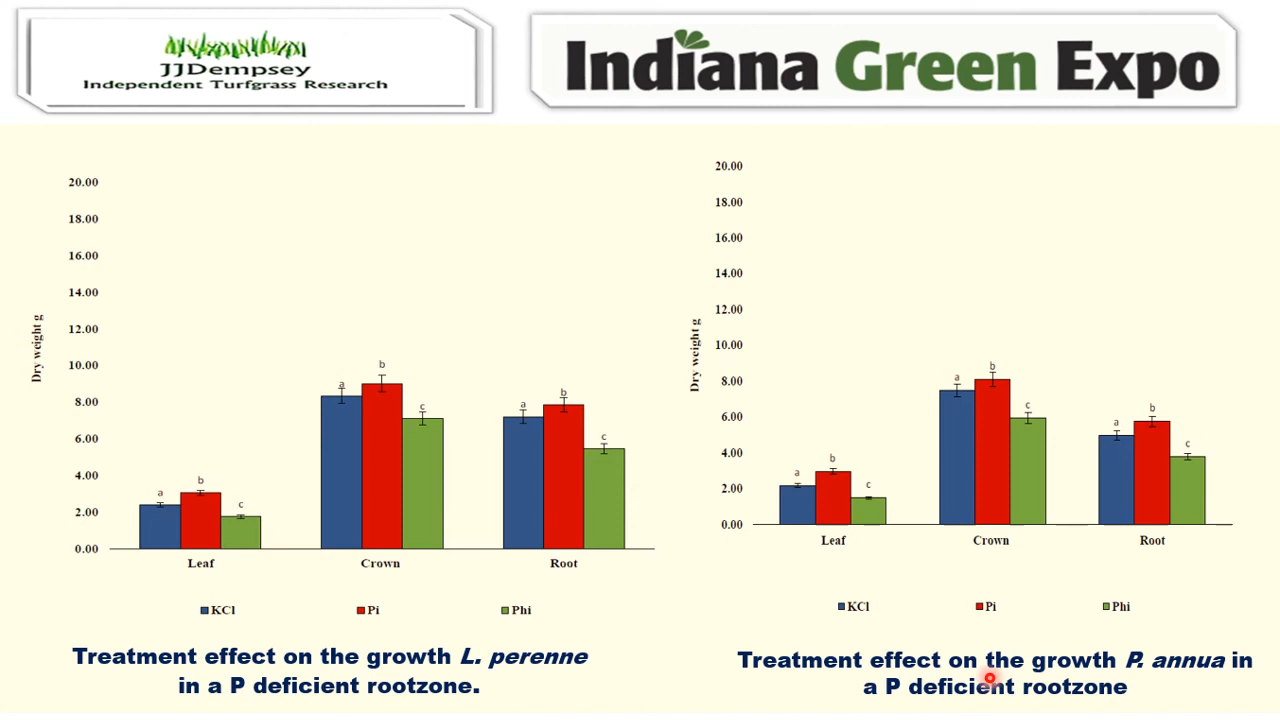 JJDempsey
Independent Turfgrass Research
Indiana Green Expo
20.00
18.00
16.00
14.00
12.00
10.00
8.00
6.00
4.00
2.00
0.00
Dry weight g
a
b
c
a
b
c
a
b
c
Leaf Crown Root
KCl Pi Phi
Treatment effect on the growth L. perenne
in a P deficient rootzone.
20.00
18.00
16.00
14.00
12.00
10.00
8.00
6.00
4.00
2.00
0.00
Dry weight g
a
b
c
a
b
c
a
b
c
Leaf Crown Root
KCl Pi Phi
Treatment effect on the growth P. annua in
a P deficient rootzone